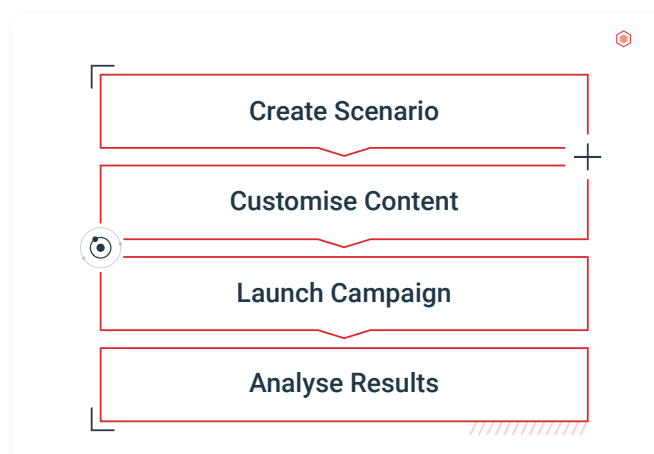 Create Scenario
Customise Content
Launch Campaign
Analyse Results